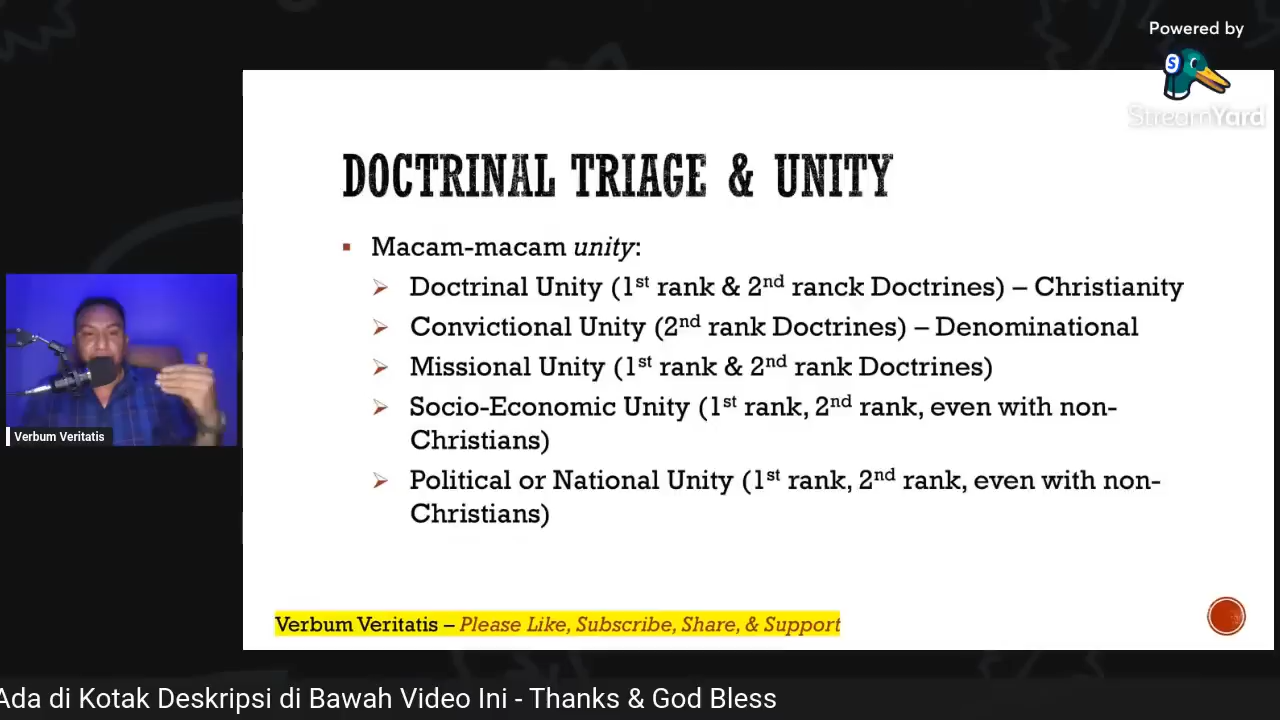 Powered by
StreamYard
DOCTRINAL TRIAGE & UNITY
Macam-macam unity:
Doctrinal Unity (1st rank & 2nd ranck Doctrines) – Christianity
Convictional Unity (2nd rank Doctrines) – Denominational
Missional Unity (1st rank & 2nd rank Doctrines)
Socio-Economic Unity (1st rank, 2nd rank, even with non-
Christians)
Political or National Unity (1st rank, 2nd rank, even with non-
Christians)
Verbum Veritatis
Verbum Veritatis – Please Like, Subscribe, Share, & Support
Ada di Kotak Deskripsi di Bawah Video Ini - Thanks & God Bless